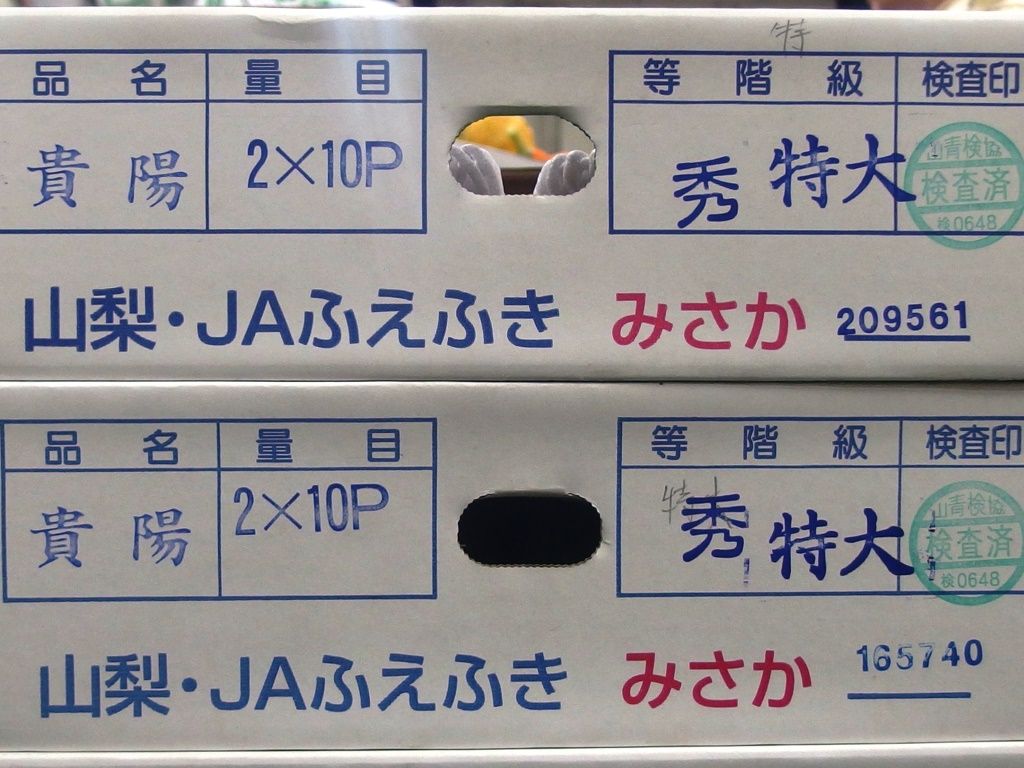 特
品名 量目 等階級 検査印
貴陽 2×10P 秀 特大
山青検協
検査済
検0648
山梨・JAふえふき みさか 209561
品名 量目 等階級 検査印
貴陽 2×10P 特大 秀 特大
山青検協
検査済
検0648
山梨・JAふえふき みさか 165740